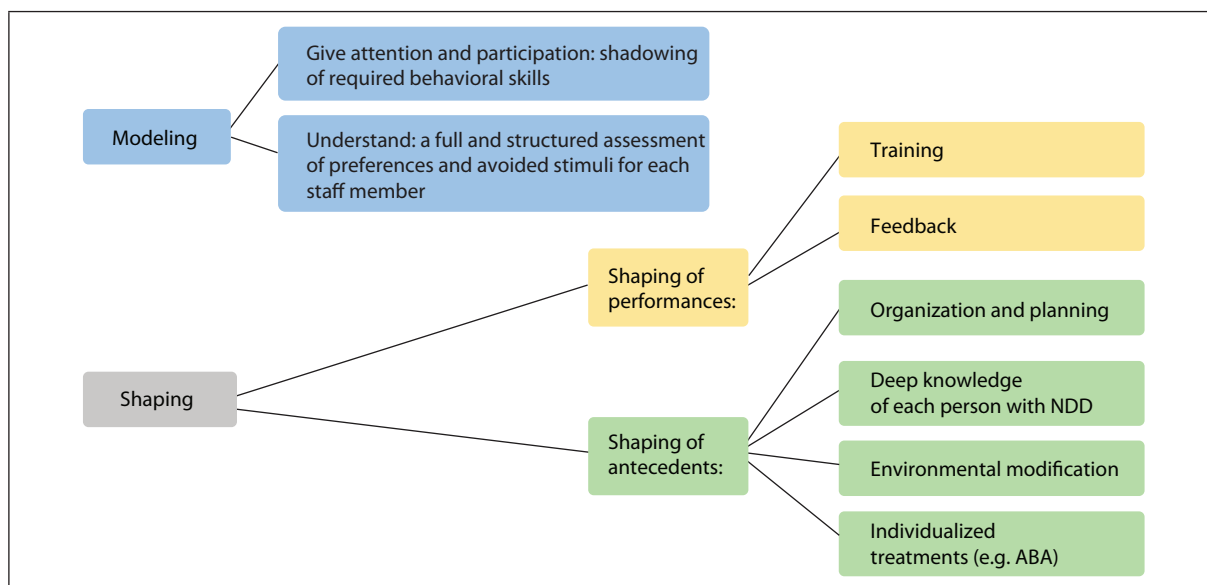 Give attention and participation: shadowing
of required behavioral skills
Modeling
Understand: a full and structured assessment
of preferences and avoided stimuli for each
staff member
Training
Feedback
Shaping of
performances:
Organization and planning
Shaping
Deep knowledge
of each person with NDD
Shaping of
antecedents:
Environmental modification
Individualized
treatments (e.g. ABA)